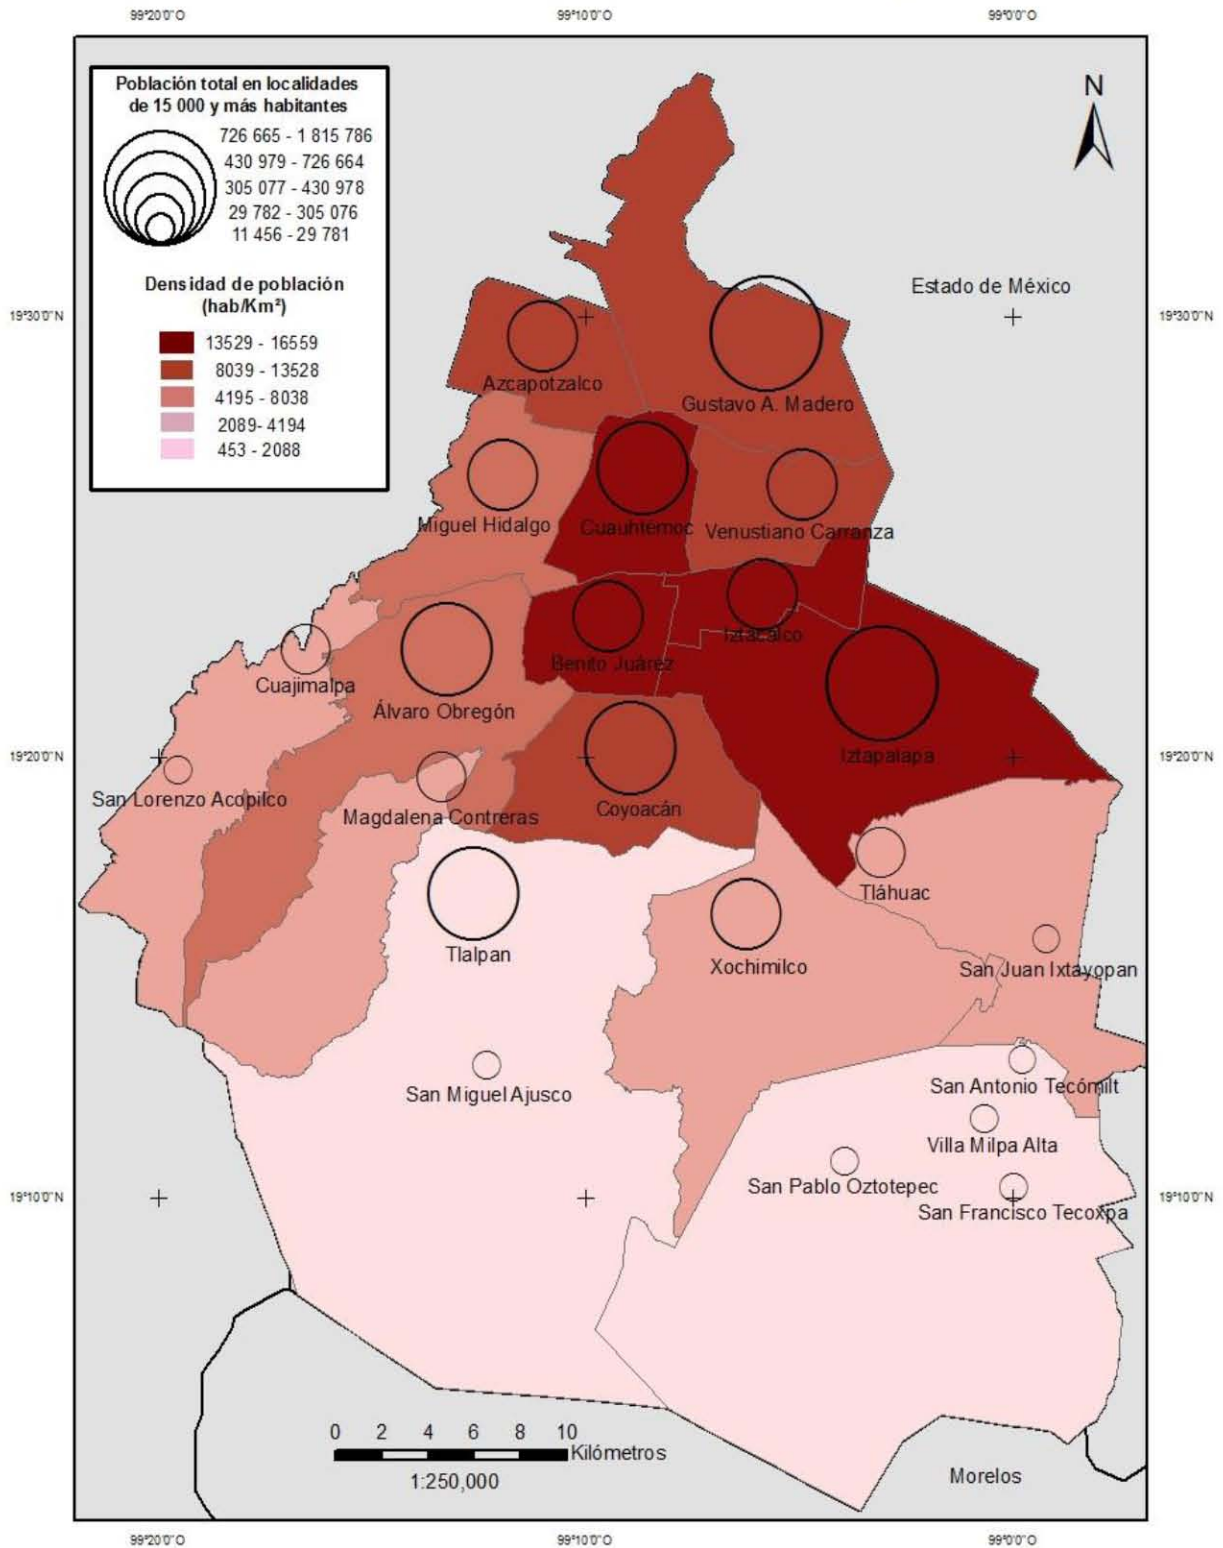 99°20'0"O
99°10'0"O
99°0'0"O
Población total en localidades
de 15 000 y más habitantes
726 665 - 1 815 786
430 979 - 726 664
305 077 - 430 978
29 782 - 305 076
11 456 - 29 781
Densidad de población
(hab/Km²)
13529 - 16559
8039 - 13528
4195 - 8038
2089- 4194
453 - 2088
N
Estado de México
19°30'0"N
19°30'0"N
Azcapotzalco
Gustavo A. Madero
Miguel Hidalgo
Cuauhtémoc
Venustiano Carranza
Iztacalco
Benito Juárez
Cuajimalpa
Álvaro Obregón
Iztapalapa
19°20'0"N
19°20'0"N
San Lorenzo Acopilco
Magdalena Contreras
Coyoacán
Tláhuac
Tlalpan
Xochimilco
San Juan Ixtayopan
San Miguel Ajusco
San Antonio Tecómilt
Villa Milpa Alta
San Pablo Oztotepec
San Francisco Tecoxpa
19°10'0"N
19°10'0"N
0 2 4 6 8 10
Kilómetros
1:250,000
Morelos
99°20'0"O
99°10'0"O
99°0'0"O